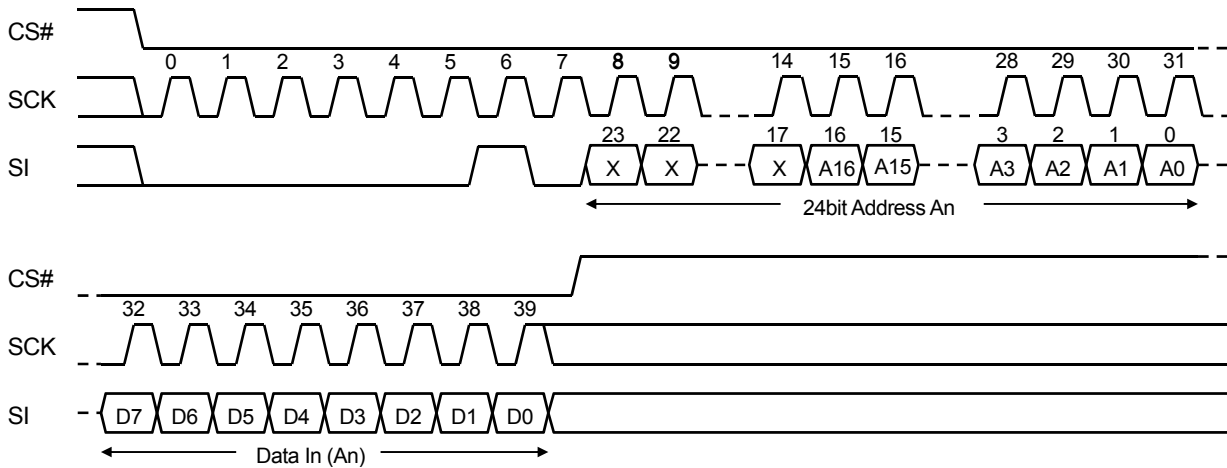 CS#
0 1 2 3 4 5 6 7 8 9 14 15 16 28 29 30 31
SCK
23 22 17 16 15 3 2 1 0
SI X X X A16 A15 A3 A2 A1 A0
24bit Address An
CS#
32 33 34 35 36 37 38 39
SCK
SI D7 D6 D5 D4 D3 D2 D1 D0
Data In (An)